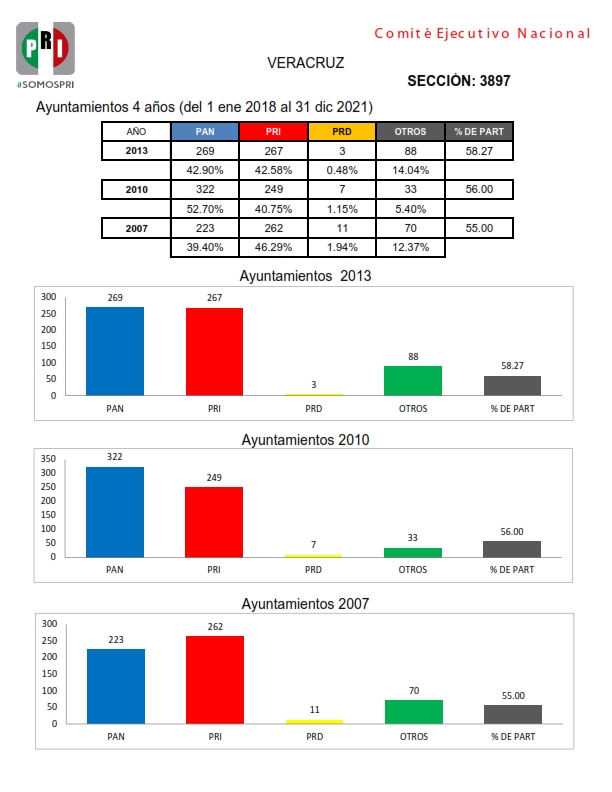 PRI
#SOMOSPRI
Comité Ejecutivo Nacional
VERACRUZ
SECCIÒN: 3897
Ayuntamientos 4 años (del 1 ene 2018 al 31 dic 2021)
AÑO PAN PRI PRD OTROS % DE PART
2013 269 267 3 88 58.27
42.90% 42.58% 0.48% 14.04%
2010 322 249 7 33 56.00
52.70% 40.75% 1.15% 5.40%
2007 223 262 11 70 55.00
39.40% 46.29% 1.94% 12.37%
Ayuntamientos 2013
300
250
200
150
100
50
0
269 267 3 88 58.27
PAN PRI PRD OTROS % DE PART
Ayuntamientos 2010
350
300
250
200
150
100
50
0
322 249 7 33 56.00
PAN PRI PRD OTROS % DE PART
Ayuntamientos 2007
300
250
200
150
100
50
0
223 262 11 70 55.00
PAN PRI PRD OTROS % DE PART